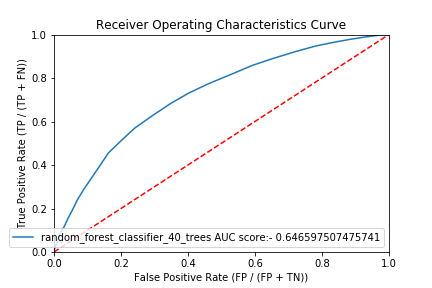 Receiver Operating Characteristics Curve
True Positive Rate (TP / (TP + FN))
1.0
0.8
0.6
0.4
0.2
0.0
random_forest_classifier_40_trees AUC score:- 0.646597507475741
0.0 0.2 0.4 0.6 0.8 1.0
False Positive Rate (FP / (FP + TN))